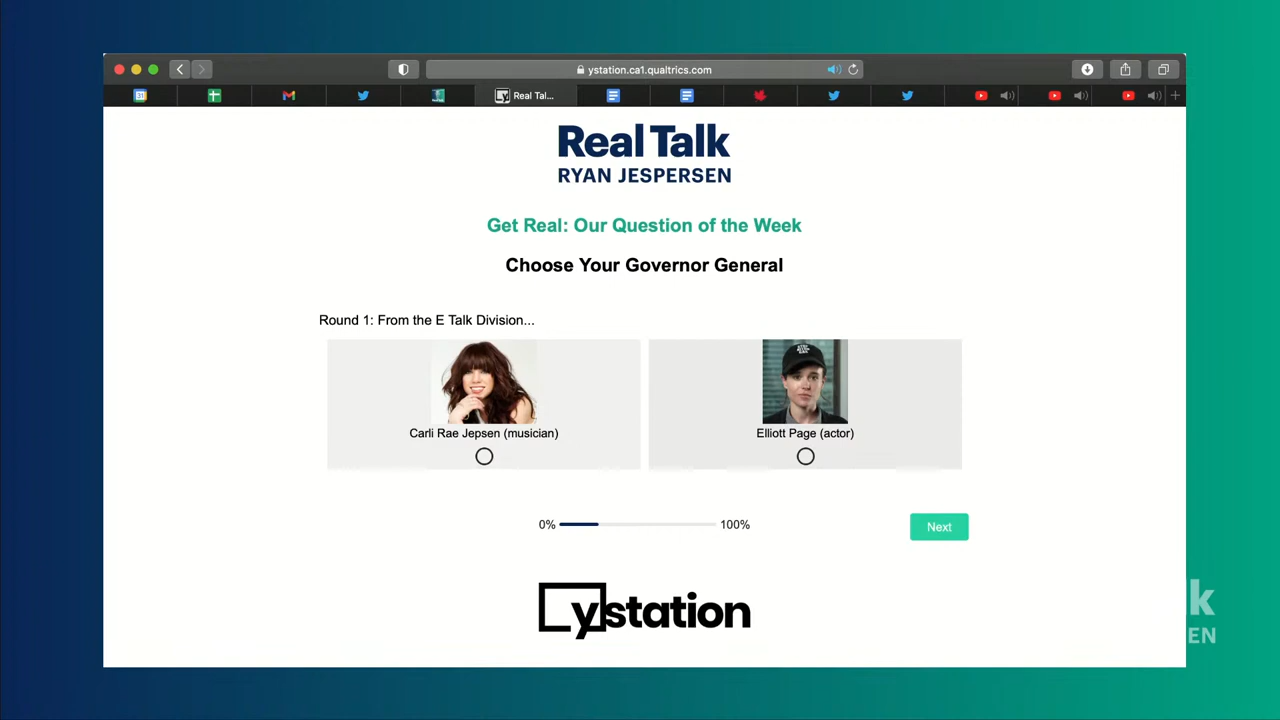 ystation.ca1.qualtrics.com
Real Tal...
Real Talk
RYAN JESPERSEN
Get Real: Our Question of the Week
Choose Your Governor General
Round 1: From the E Talk Division...
Carli Rae Jepsen (musician)
Elliott Page (actor)
0%
100%
Next
ystation
lk
EN